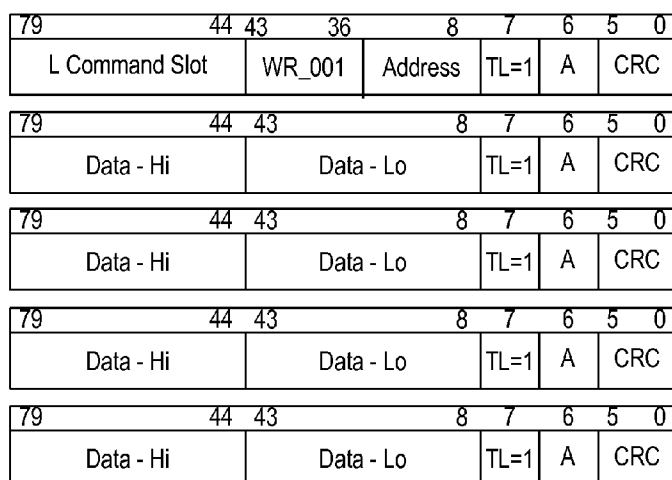 79 44 43 36 8 7 6 5 0
L Command Slot WR_001 Address TL=1 A CRC
79 44 43 8 7 6 5 0
Data - Hi Data - Lo TL=1 A CRC
79 44 43 8 7 6 5 0
Data - Hi Data - Lo TL=1 A CRC
79 44 43 8 7 6 5 0
Data - Hi Data - Lo TL=1 A CRC
79 44 43 8 7 6 5 0
Data - Hi Data - Lo TL=1 A CRC